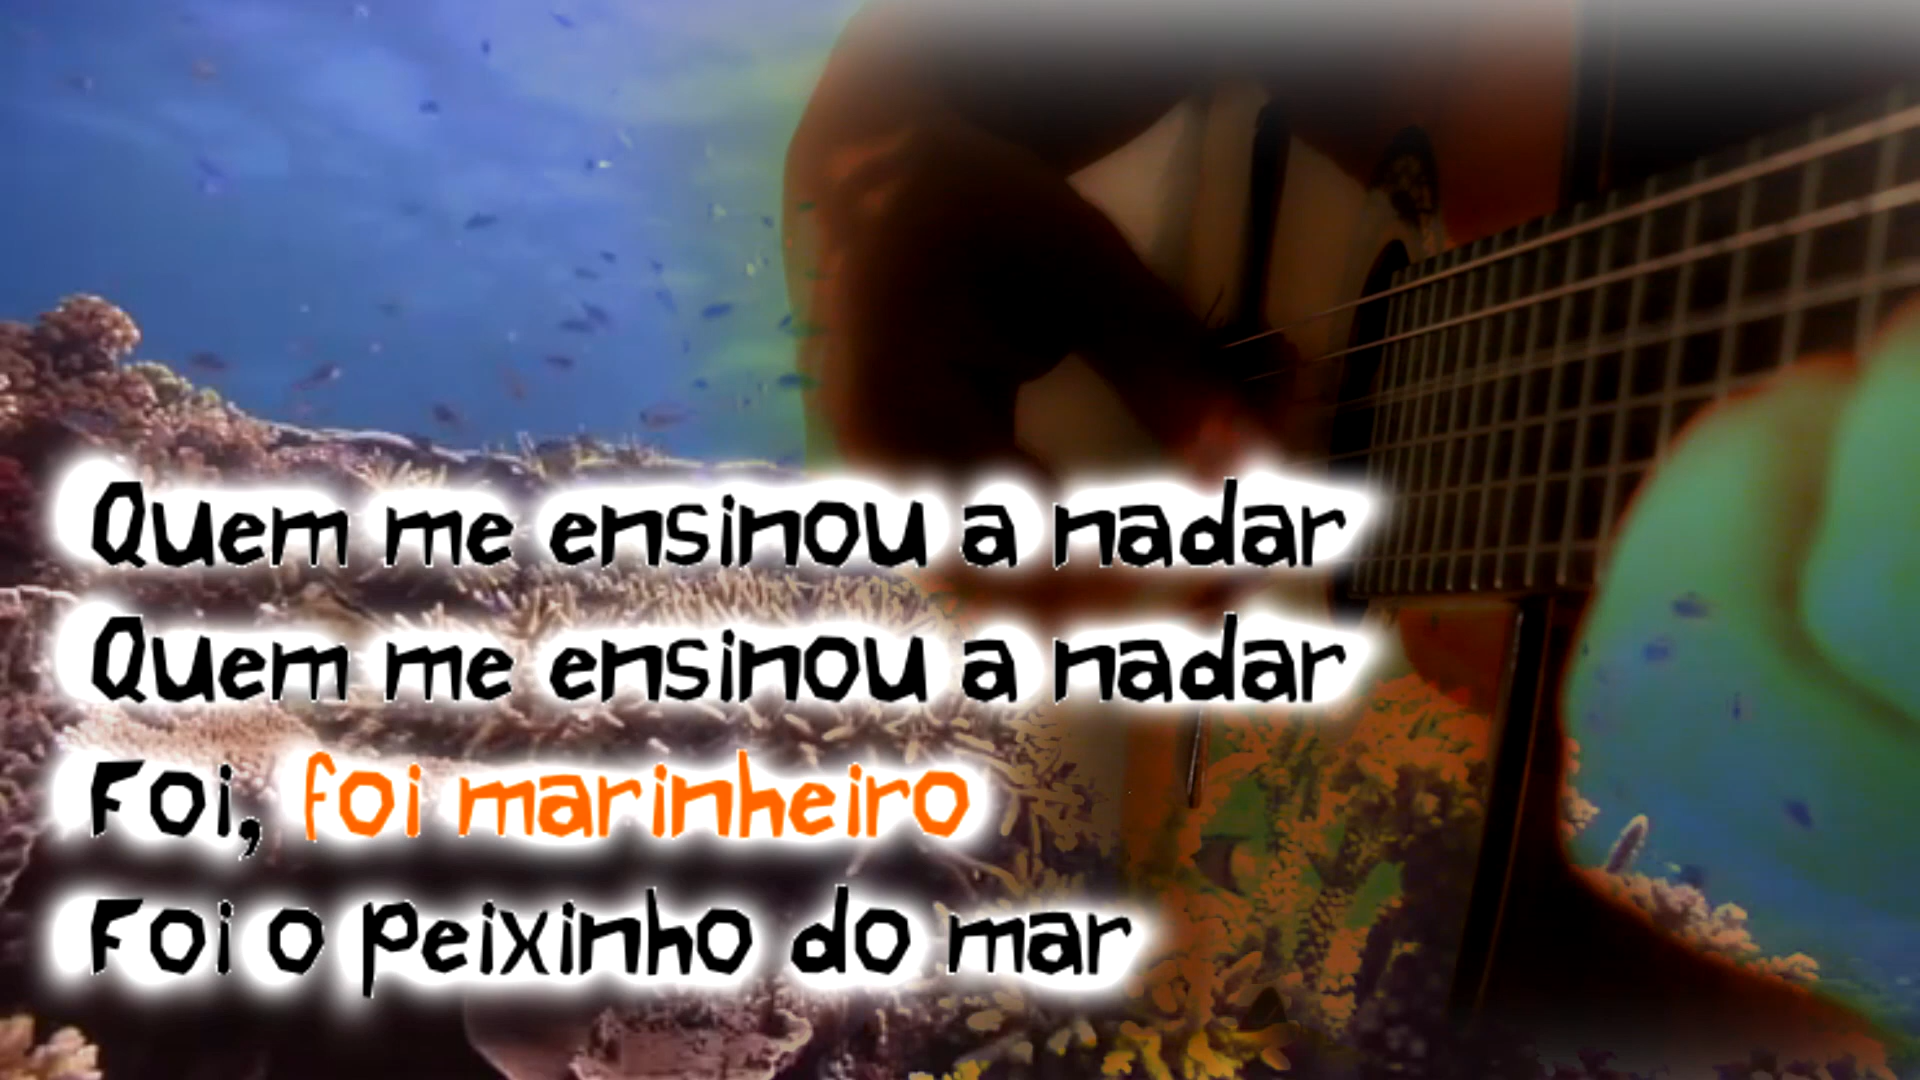 Quem me ensinou a nadar
Quem me ensinou a nadar
Foi, foi marinheiro
Foi o peixinho do mar